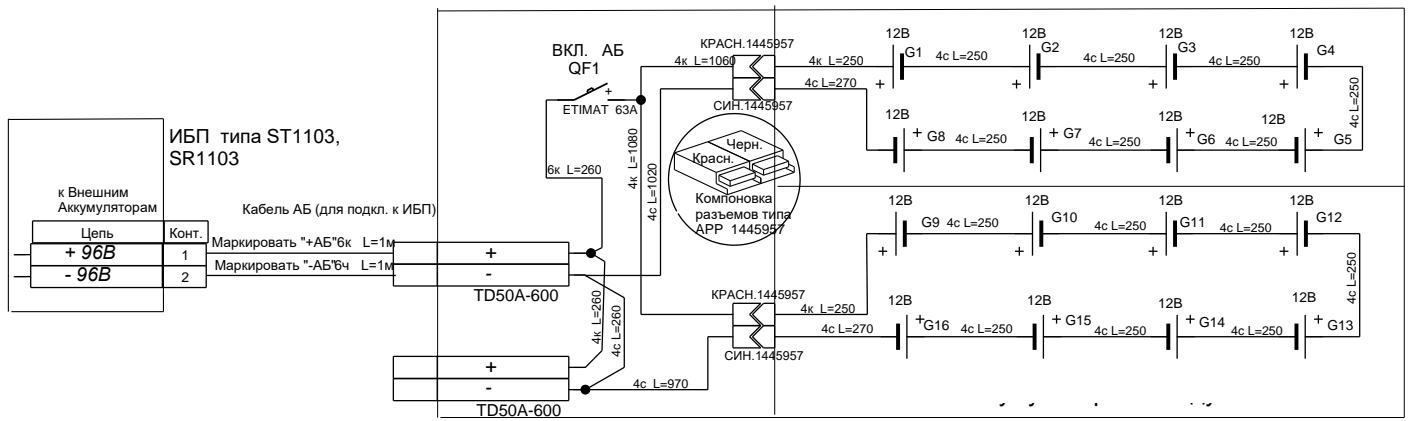 ИБП типа ST1103,
SR1103
к Внешним
Аккумуляторам
Цепь Конт.
+ 96В 1
- 96В 2
Кабель АБ (для подкл. к ИБП)
Маркировать "+АБ"6к L=1м
Маркировать "-АБ"6ч L=1м
+
-
TD50A-600
+
-
TD50A-600
ВКЛ. АБ
QF1
+
ETIMAT 63A
6к L=260
4к L=1080
4с L=1020
4к L=260
4с L=260
4с L=970
4к L=1060
КРАСН.1445957
СИН.1445957
Черн.
Красн.
Компоновка
разъемов типа
АРР 1445957
КРАСН.1445957
СИН.1445957
4к L=250
4с L=270
12В 12В 12В 12В
G1 G2 G3 G4
4с L=250 4с L=250 4с L=250
+ + + +
4с L=250
12В 12В 12В 12В
+ G8 4с L=250 + G7 4с L=250 + G6 4с L=250 + G5
12В 12В 12В 12В
G9 4с L=250 G10 4с L=250 G11 4с L=250 G12
+ + + +
4с L=250
4к L=250
4с L=270
12В 12В 12В 12В
+ G16 4с L=250 + G15 4с L=250 + G14 4с L=250 + G13